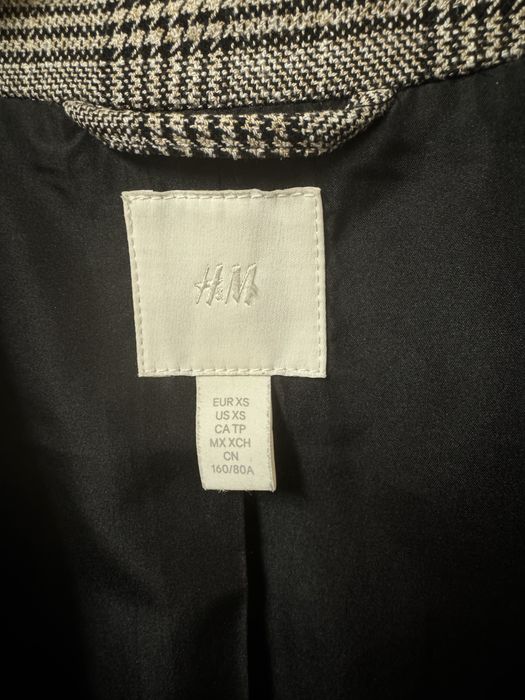 H&M
EUR XS
US XS
CA TP
MX XCH
CN
160/80A